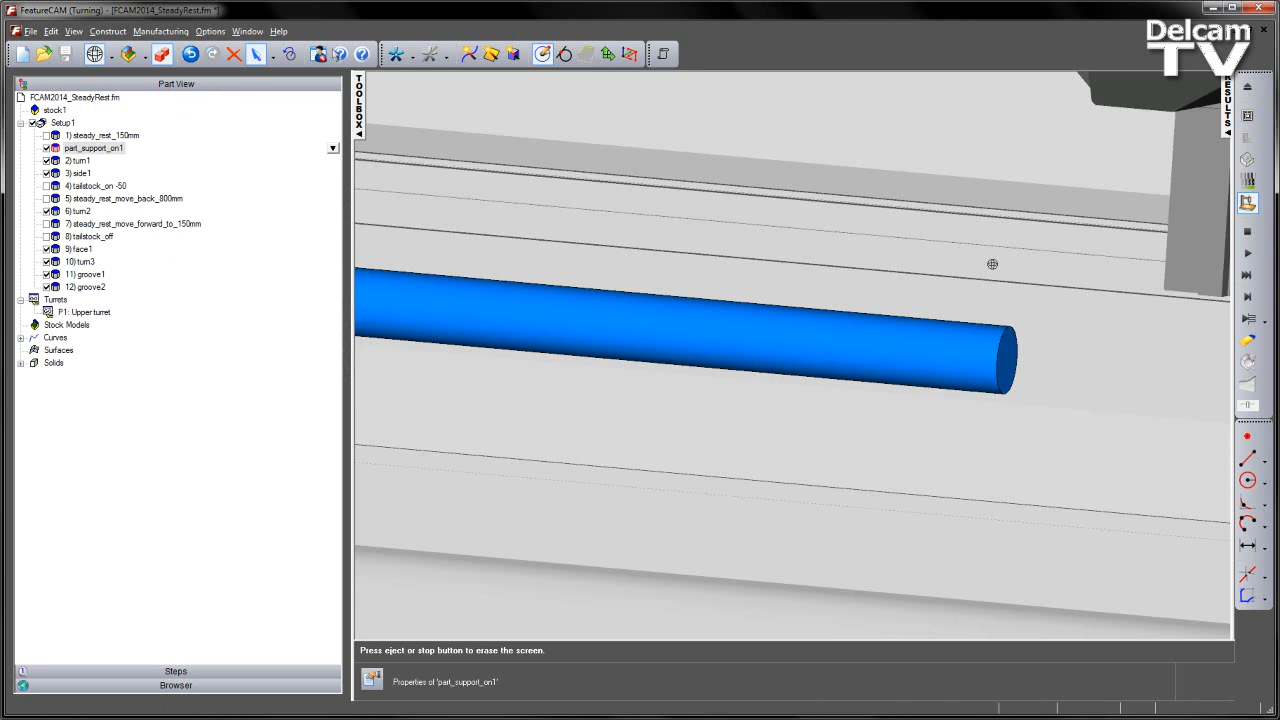 FeatureCAM (Turning) - [FCAM2014_SteadyRest.fm *]
File Edit View Construct Manufacturing Options Window Help
Delcam
TV
Part View
FCAM2014_SteadyRest.fm
stock1
Setup1
1) steady_rest_150mm
part_support_on1
2) turn1
3) side1
4) tailstock_on -50
5) steady_rest_move_back_800mm
6) turn2
7) steady_rest_move_forward_to_150mm
8) tailstock_off
9) face1
10) turn3
11) groove1
12) groove2
Turrets
P1: Upper turret
Stock Models
Curves
Surfaces
Solids
Steps
Browser
TOOLBOX
RESULTS
Press eject or stop button to erase the screen.
Properties of 'part_support_on1'